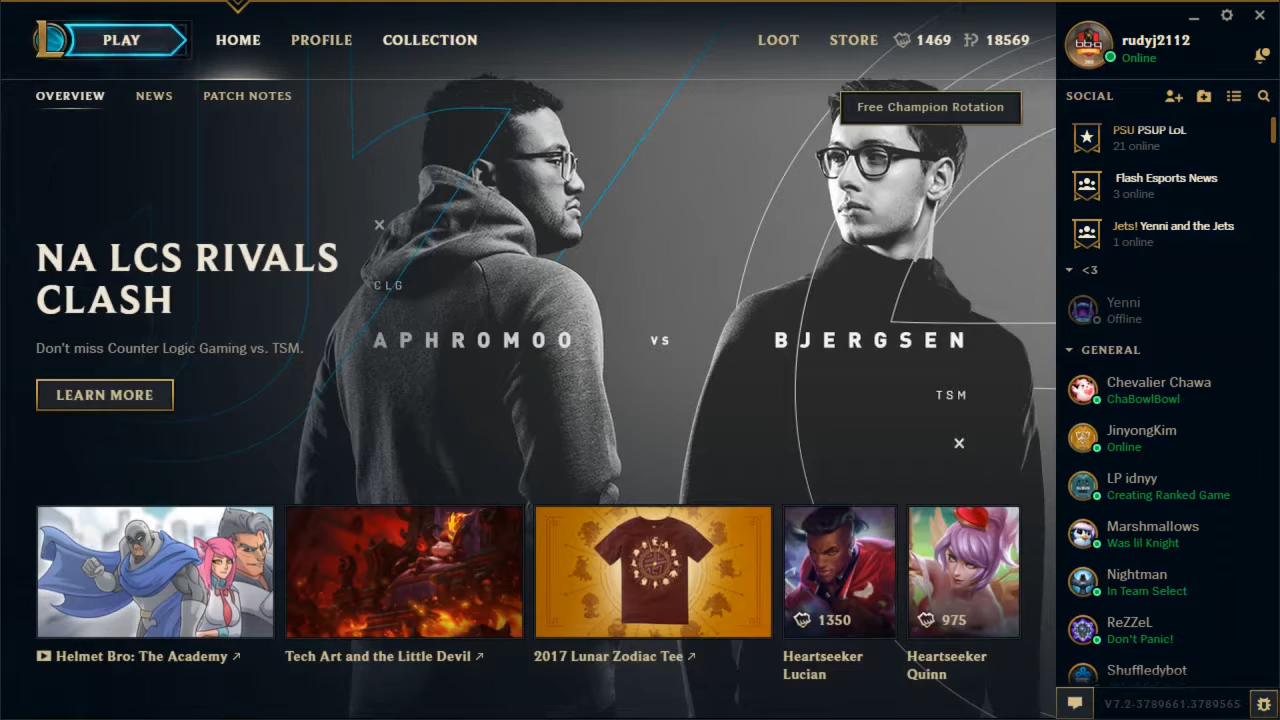 PLAY
HOME
PROFILE
COLLECTION
LOOT
STORE
1469
18569
rudyj2112
Online
OVERVIEW
NEWS
PATCH NOTES
Free Champion Rotation
SOCIAL
PSU PSUP LoL
21 online
Flash Esports News
3 online
Jets! Yenni and the Jets
1 online
<3
Yenni
Offline
GENERAL
Chevalier Chawa
ChaBowlBowl
JinyongKim
Online
LP idnyy
Creating Ranked Game
Marshmallows
Was lil Knight
Nightman
In Team Select
ReZZeL
Don't Panic!
Shuffledybot
NA LCS RIVALS
CLASH
Don't miss Counter Logic Gaming vs. TSM.
LEARN MORE
CLG
APHROMOO
VS
BJERGSEN
TSM
1350
975
Helmet Bro: The Academy
Tech Art and the Little Devil
2017 Lunar Zodiac Tee
Heartseeker
Lucian
Heartseeker
Quinn
V7.2-3789661.3789565